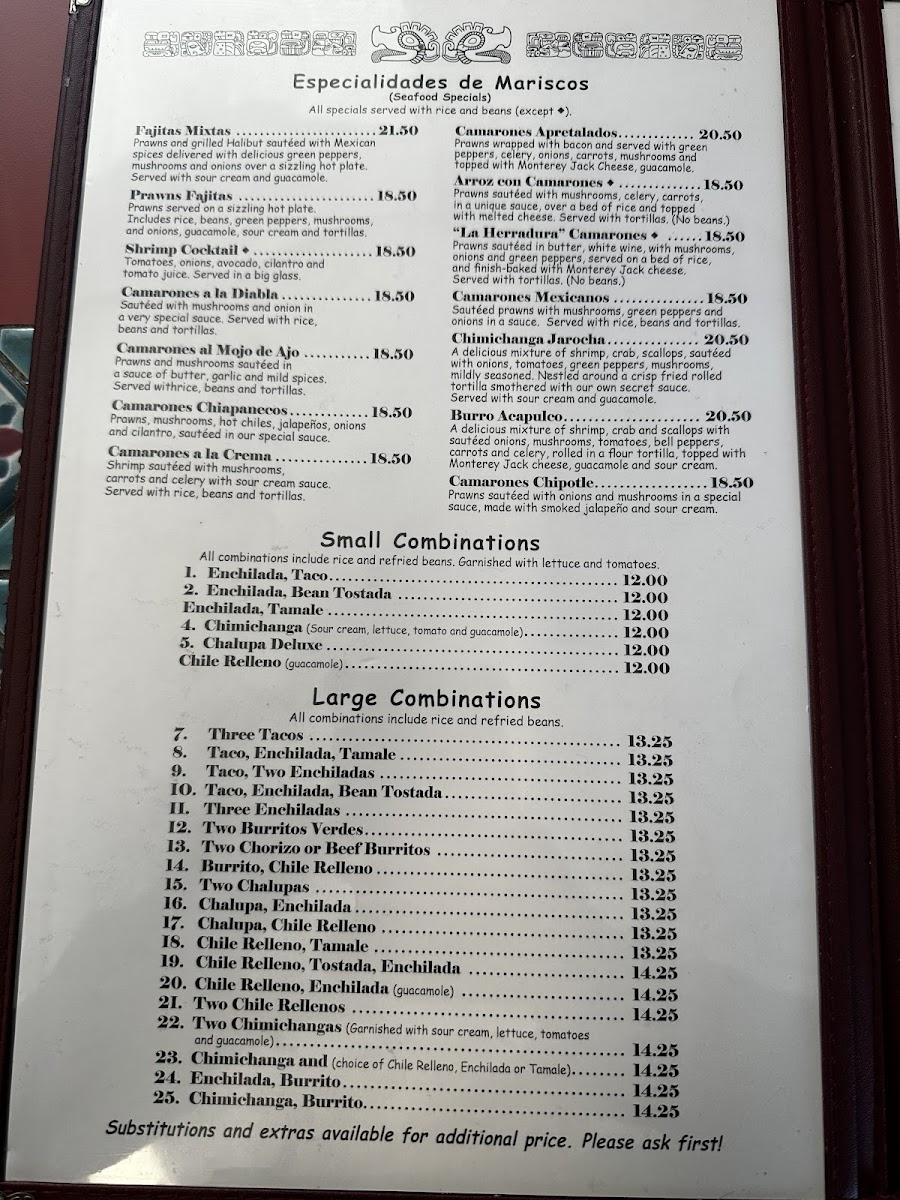 Especialidades de Mariscos
(Seafood Specials)
All specials served with rice and beans (except ◆).
Fajitas Mixtas ........................ 21.50
Prawns and grilled Halibut sautéed with Mexican
spices delivered with delicious green peppers,
mushrooms and onions over a sizzling hot plate.
Served with sour cream and guacamole.
Prawns Fajitas ........................ 18.50
Prawns served on a sizzling hot plate.
Includes rice, beans, green peppers, mushrooms,
and onions, guacamole, sour cream and tortillas.
Shrimp Cocktail ◆ ..................... 18.50
Tomatoes, onions, avocado, cilantro and
tomato juice. Served in a big glass.
Camarones a la Diabla ............... 18.50
Sautéed with mushrooms and onion in
a very special sauce. Served with rice,
beans and tortillas.
Camarones al Mojo de Ajo ........... 18.50
Prawns and mushrooms sautéed in
a sauce of butter, garlic and mild spices.
Served withrice, beans and tortillas.
Camarones Chiapanecos.............. 18.50
Prawns, mushrooms, hot chiles, jalapeños, onions
and cilantro, sautéed in our special sauce.
Camarones a la Crema ............... 18.50
Shrimp sautéed with mushrooms,
carrots and celery with sour cream sauce.
Served with rice, beans and tortillas.
Camarones Apretalados............. 20.50
Prawns wrapped with bacon and served with green
peppers, celery, onions, carrots, mushrooms and
topped with Monterey Jack Cheese, guacamole.
Arroz con Camarones ◆ .............. 18.50
Prawns sautéed with mushrooms, celery, carrots,
in a unique sauce, over a bed of rice and topped
with melted cheese. Served with tortillas. (No beans.)
"La Herradura" Camarones ◆ ...... 18.50
Prawns sautéed in butter, white wine, with mushrooms,
onions and green peppers, served on a bed of rice,
and finish-baked with Monterey Jack cheese.
Served with tortillas. (No beans.)
Camarones Mexicanos ............... 18.50
Sautéed prawns with mushrooms, green peppers and
onions in a sauce. Served with rice, beans and tortillas.
Chimichanga Jarocha............... 20.50
A delicious mixture of shrimp, crab, scallops, sautéed
with onions, tomatoes, green peppers, mushrooms,
mildly seasoned. Nestled around a crisp fried rolled
tortilla smothered with our own secret sauce.
Served with sour cream and guacamole.
Burro Acapulco....................... 20.50
A delicious mixture of shrimp, crab and scallops with
sautéed onions, mushrooms, tomatoes, bell peppers,
carrots and celery, rolled in a flour tortilla, topped with
Monterey Jack cheese, guacamole and sour cream.
Camarones Chipotle................... 18.50
Prawns sautéed with onions and mushrooms in a special
sauce, made with smoked jalapeño and sour cream.
Small Combinations
All combinations include rice and refried beans. Garnished with lettuce and tomatoes.
1. Enchilada, Taco................................................ 12.00
2. Enchilada, Bean Tostada ..................................... 12.00
Enchilada, Tamale ................................................ 12.00
4. Chimichanga (Sour cream, lettuce, tomato and guacamole)............... 12.00
5. Chalupa Deluxe ................................................ 12.00
Chile Relleno (guacamole)............................................. 12.00
Large Combinations
All combinations include rice and refried beans.
7. Three Tacos .................................................... 13.25
8. Taco, Enchilada, Tamale ...................................... 13.25
9. Taco, Two Enchiladas .......................................... 13.25
10. Taco, Enchilada, Bean Tostada.............................. 13.25
11. Three Enchiladas .............................................. 13.25
12. Two Burritos Verdes........................................... 13.25
13. Two Chorizo or Beef Burritos ................................ 13.25
14. Burrito, Chile Relleno ......................................... 13.25
15. Two Chalupas ................................................... 13.25
16. Chalupa, Enchilada............................................. 13.25
17. Chalupa, Chile Relleno ........................................ 13.25
18. Chile Relleno, Tamale ......................................... 13.25
19. Chile Relleno, Tostada, Enchilada .......................... 14.25
20. Chile Relleno, Enchilada (guacamole) ............................ 14.25
21. Two Chile Rellenos ............................................. 14.25
22. Two Chimichangas (Garnished with sour cream, lettuce, tomatoes
and guacamole)........................................................... 14.25
23. Chimichanga and (choice of Chile Relleno, Enchilada or Tamale)........ 14.25
24. Enchilada, Burrito.............................................. 14.25
25. Chimichanga, Burrito........................................... 14.25
Substitutions and extras available for additional price. Please ask first!